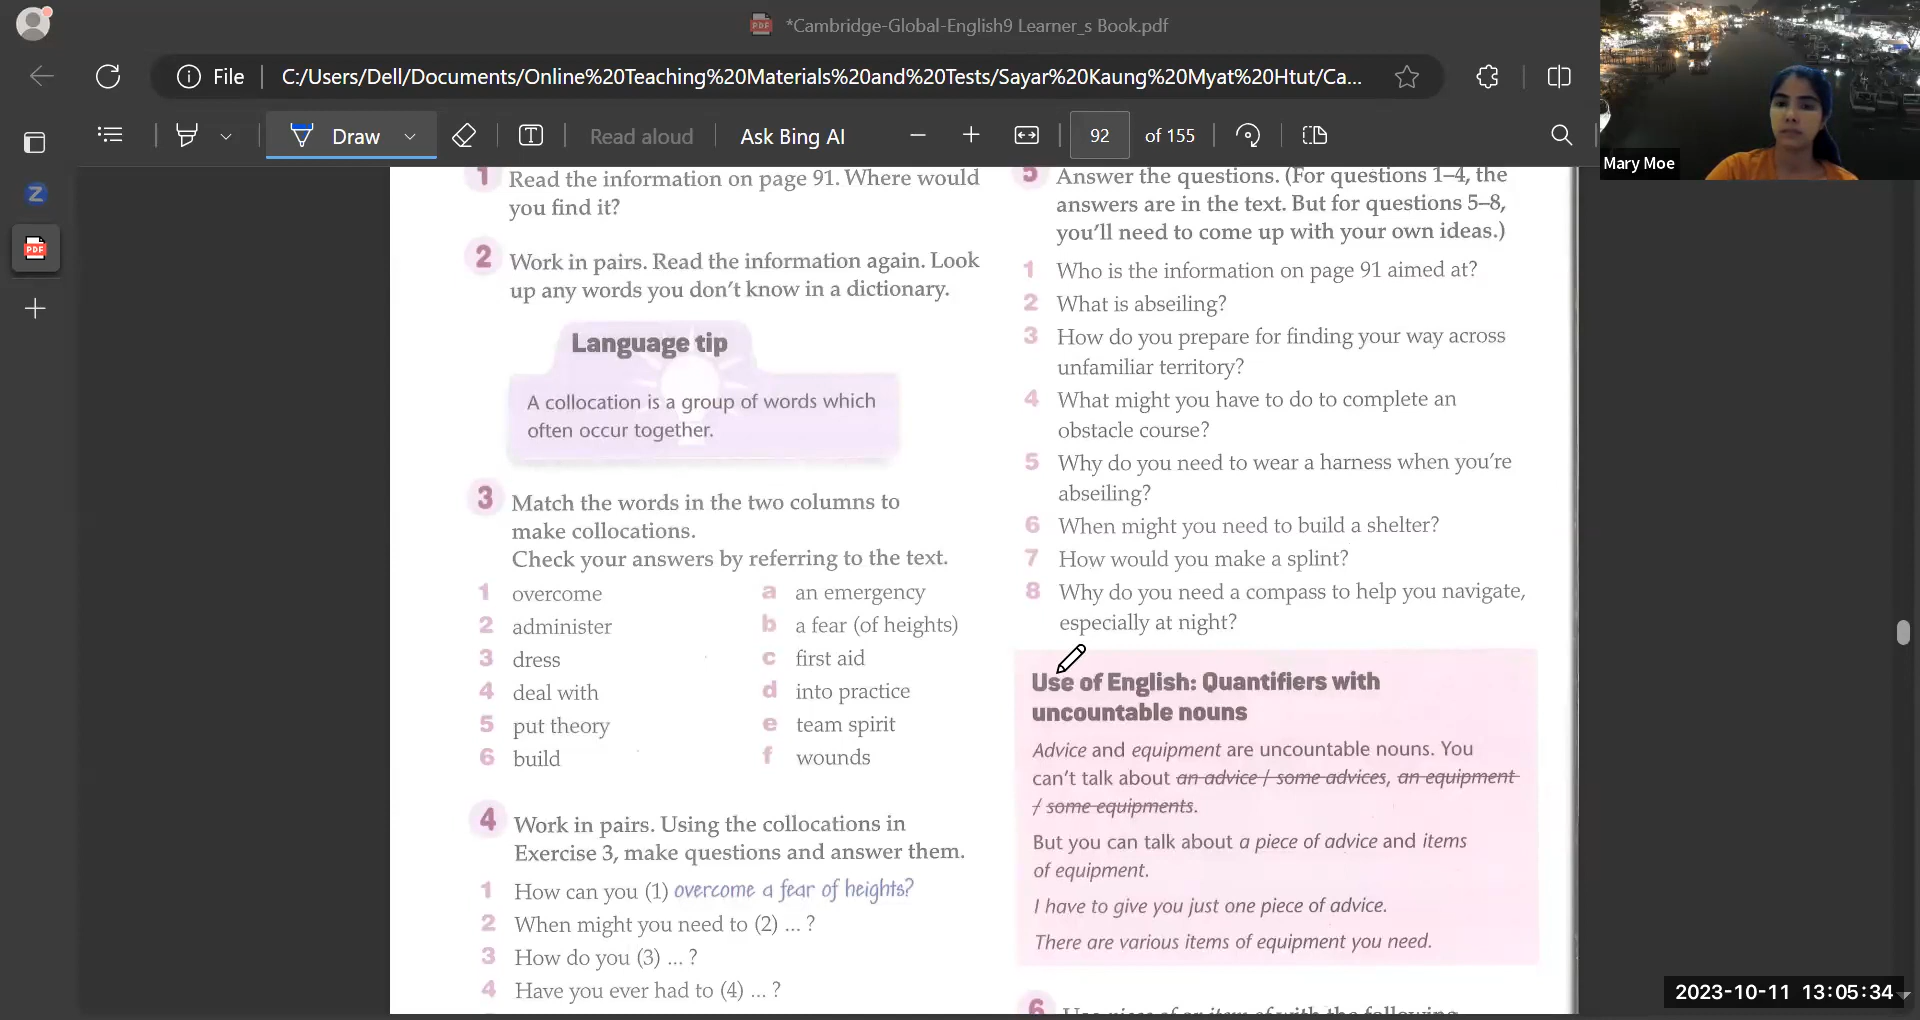 *Cambridge-Global-English9 Learner_s Book.pdf
File
C:/Users/Dell/Documents/Online%20Teaching%20Materials%20and%20Tests/Sayar%20Kaung%20Myat%20Htut/Ca...
Draw
Read aloud
Ask Bing AI
92 of 155
Mary Moe
1 Read the information on page 91. Where would
you find it?
2 Work in pairs. Read the information again. Look
up any words you don't know in a dictionary.
Language tip
A collocation is a group of words which
often occur together.
3 Match the words in the two columns to
make collocations.
Check your answers by referring to the text.
1 overcome a an emergency
2 administer b a fear (of heights)
3 dress c first aid
4 deal with d into practice
5 put theory e team spirit
6 build f wounds
4 Work in pairs. Using the collocations in
Exercise 3, make questions and answer them.
1 How can you (1) overcome a fear of heights?
2 When might you need to (2) ... ?
3 How do you (3) ... ?
4 Have you ever had to (4) ... ?
5 Answer the questions. (For questions 1–4, the
answers are in the text. But for questions 5–8,
you'll need to come up with your own ideas.)
1 Who is the information on page 91 aimed at?
2 What is abseiling?
3 How do you prepare for finding your way across
unfamiliar territory?
4 What might you have to do to complete an
obstacle course?
5 Why do you need to wear a harness when you're
abseiling?
6 When might you need to build a shelter?
7 How would you make a splint?
8 Why do you need a compass to help you navigate,
especially at night?
Use of English: Quantifiers with
uncountable nouns
Advice and equipment are uncountable nouns. You
can't talk about an advice / some advices, an equipment
/ some equipments.
But you can talk about a piece of advice and items
of equipment.
I have to give you just one piece of advice.
There are various items of equipment you need.
6 Use piece of or item of with the following
2023-10-11 13:05:34